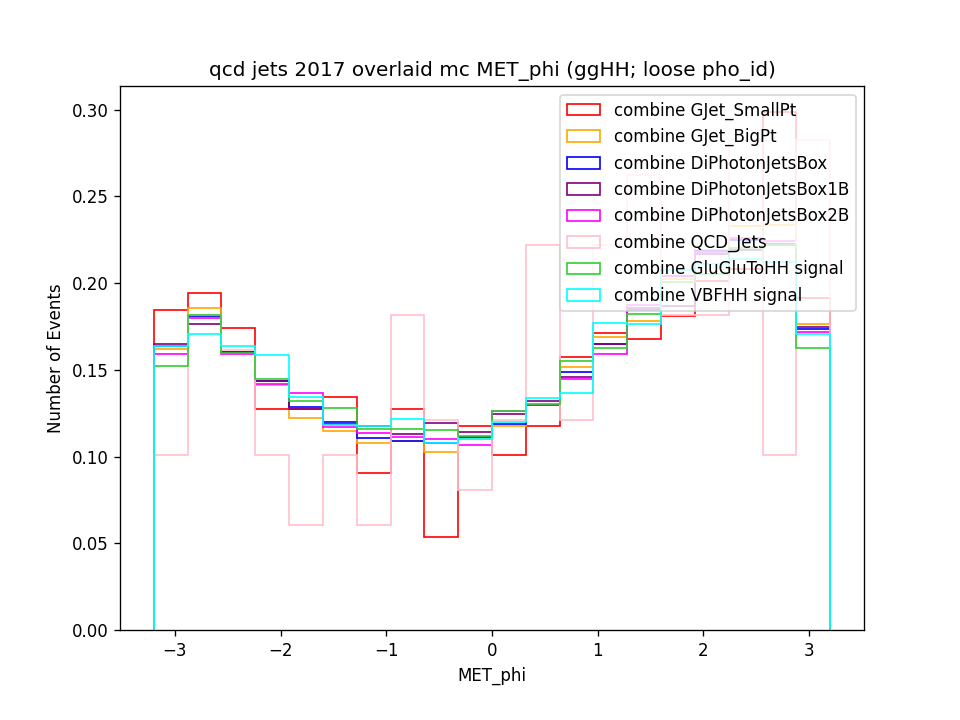 qcd jets 2017 overlaid mc MET_phi (ggHH; loose pho_id)
combine GJet_SmallPt
combine GJet_BigPt
combine DiPhotonJetsBox
combine DiPhotonJetsBox1B
combine DiPhotonJetsBox2B
combine QCD_Jets
combine GluGluToHH signal
combine VBFHH signal
Number of Events
0.30
0.25
0.20
0.15
0.10
0.05
0.00
−3 −2 −1 0 1 2 3
MET_phi